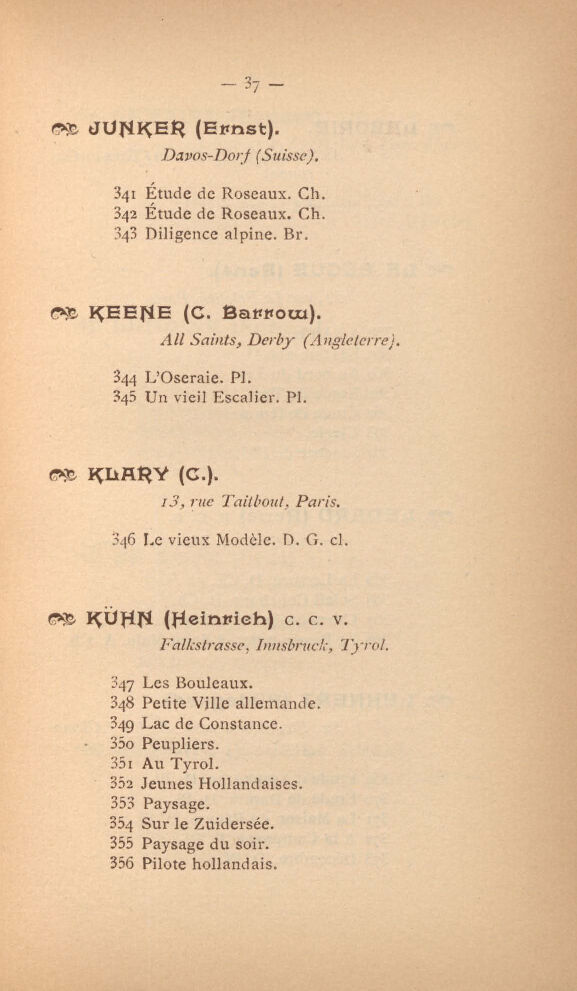 — 37 —
JUNKER (Ernst).
Davos-Dorf (Suisse).
341 Étude de Roseaux. Ch.
342 Étude de Roseaux. Ch.
343 Diligence alpine. Br.
KEENE (C. Barrow).
All Saints, Derby (Angleterre).
344 L'Oseraie. Pl.
345 Un vieil Escalier. Pl.
KLARY (C.).
13, rue Taitbout, Paris.
346 Le vieux Modèle. D. G. cl.
KÜHN (Heinrich) C. C. V.
Falkstrasse, Innsbruck, Tyrol.
347 Les Bouleaux.
348 Petite Ville allemande.
349 Lac de Constance.
350 Peupliers.
351 Au Tyrol.
352 Jeunes Hollandaises.
353 Paysage.
354 Sur le Zuidersée.
355 Paysage du soir.
356 Pilote hollandais.